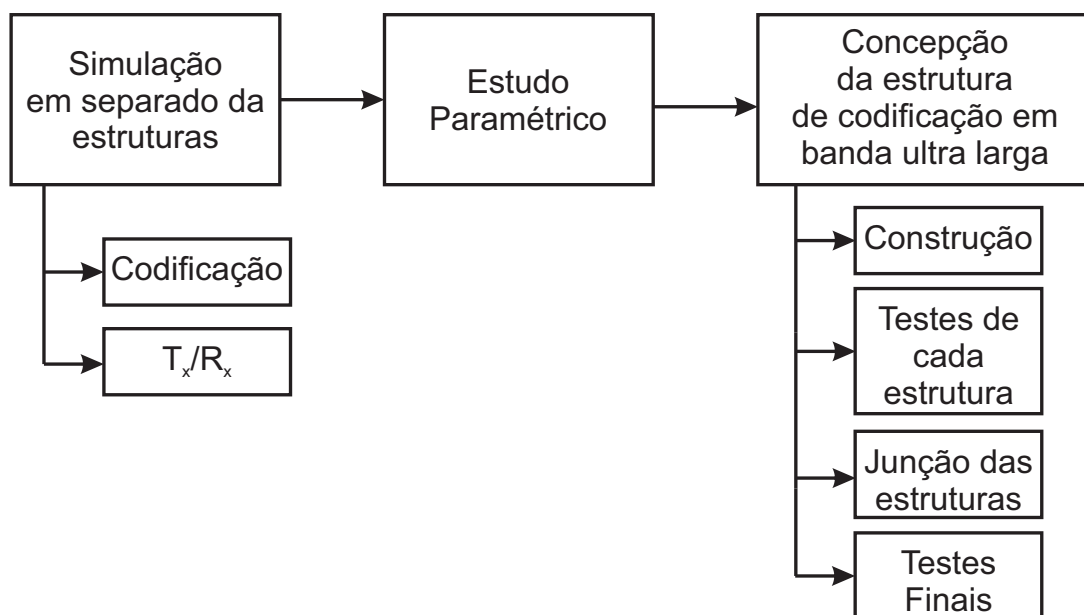 Simulação
em separado da
estruturas
Estudo
Paramétrico
Concepção
da estrutura
de codificação em
banda ultra larga
Codificação
Tx/Rx
Construção
Testes de
cada
estrutura
Junção das
estruturas
Testes
Finais